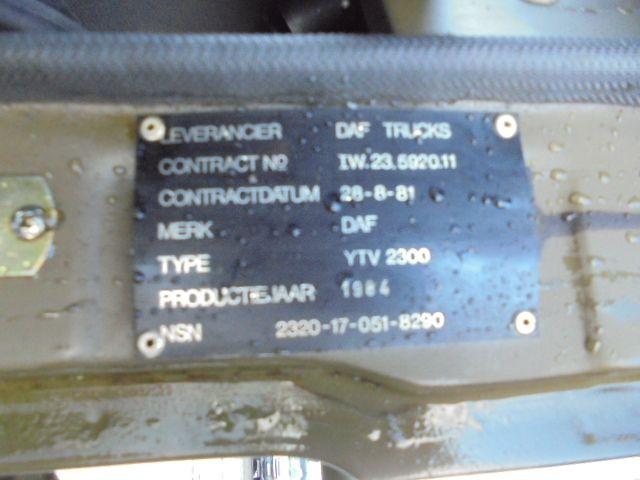 LEVERANCIER DAF TRUCKS
CONTRACT No IW.23.5920.11
CONTRACTDATUM 28-8-81
MERK DAF
TYPE YTV 2300
PRODUCTIEJAAR 1984
NSN 2320-17-051-8290